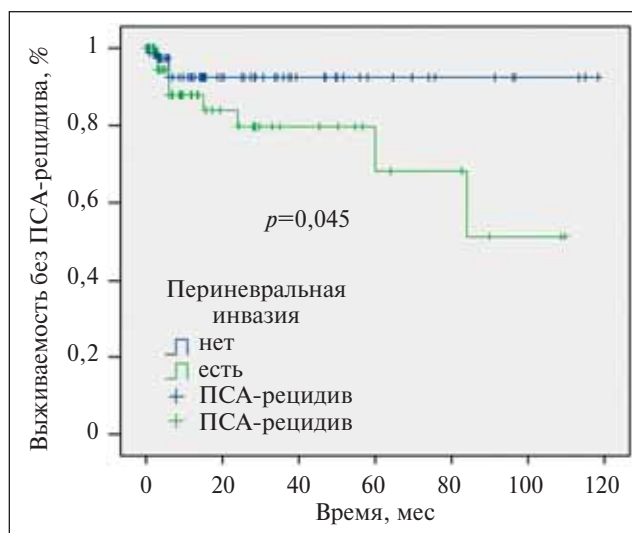 Выживаемость без ПСА-рецидива, %
1
0,8
0,6
0,4
0,2
0
p=0,045
Периневральная
инвазия
нет
есть
ПСА-рецидив
ПСА-рецидив
0 20 40 60 80 100 120
Время, мес